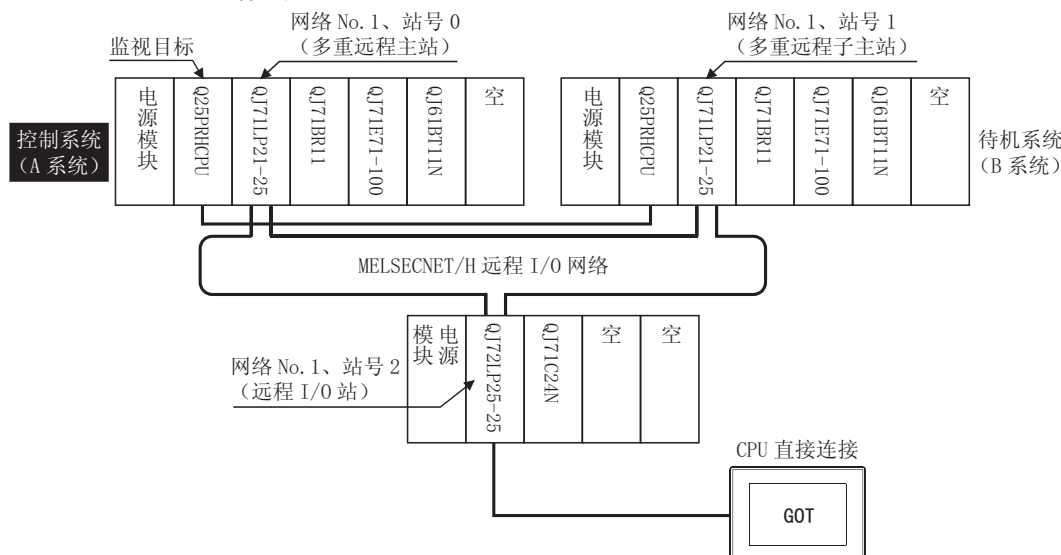 网络 No.1、站号 0
（多重远程主站）
网络 No.1、站号 1
（多重远程子主站）
监视目标
控制系统
（A 系统）
电源模块
Q25PRHCPU
QJ71LP21-25
QJ71BR11
QJ71E71-100
QJ61BT11N
空
电源模块
Q25PRHCPU
QJ71LP21-25
QJ71BR11
QJ71E71-100
QJ61BT11N
空
待机系统
（B 系统）
MELSECNET/H 远程 I/O 网络
网络 No.1、站号 2
（远程 I/O 站）
电源模块
QJ72LP25-25
QJ71C24N
空
空
CPU 直接连接
GOT